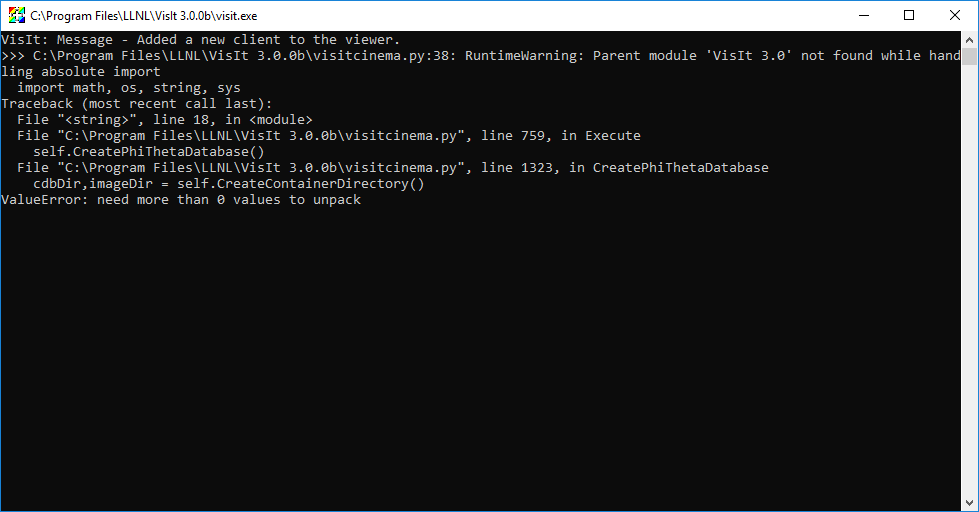 C:\Program Files\LLNL\VisIt 3.0.0b\visit.exe
VisIt: Message - Added a new client to the viewer.
>>> C:\Program Files\LLNL\VisIt 3.0.0b\visitcinema.py:38: RuntimeWarning: Parent module 'VisIt 3.0' not found while hand
ling absolute import
  import math, os, string, sys
Traceback (most recent call last):
  File "<string>", line 18, in <module>
  File "C:\Program Files\LLNL\VisIt 3.0.0b\visitcinema.py", line 759, in Execute
    self.CreatePhiThetaDatabase()
  File "C:\Program Files\LLNL\VisIt 3.0.0b\visitcinema.py", line 1323, in CreatePhiThetaDatabase
    cdbDir,imageDir = self.CreateContainerDirectory()
ValueError: need more than 0 values to unpack